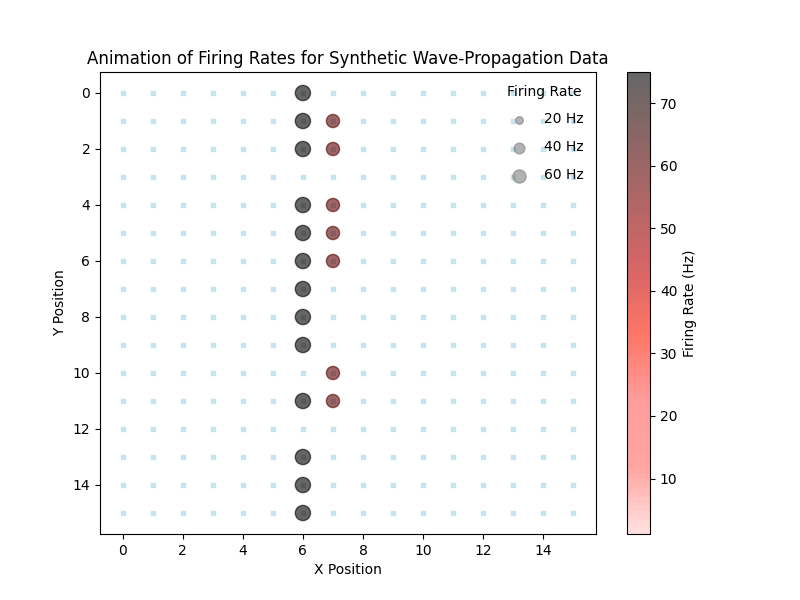 Animation of Firing Rates for Synthetic Wave-Propagation Data
Firing Rate
20 Hz
40 Hz
60 Hz
0
2
4
6
8
10
12
14
Y Position
0 2 4 6 8 10 12 14
X Position
70
60
50
40
30
20
10
Firing Rate (Hz)